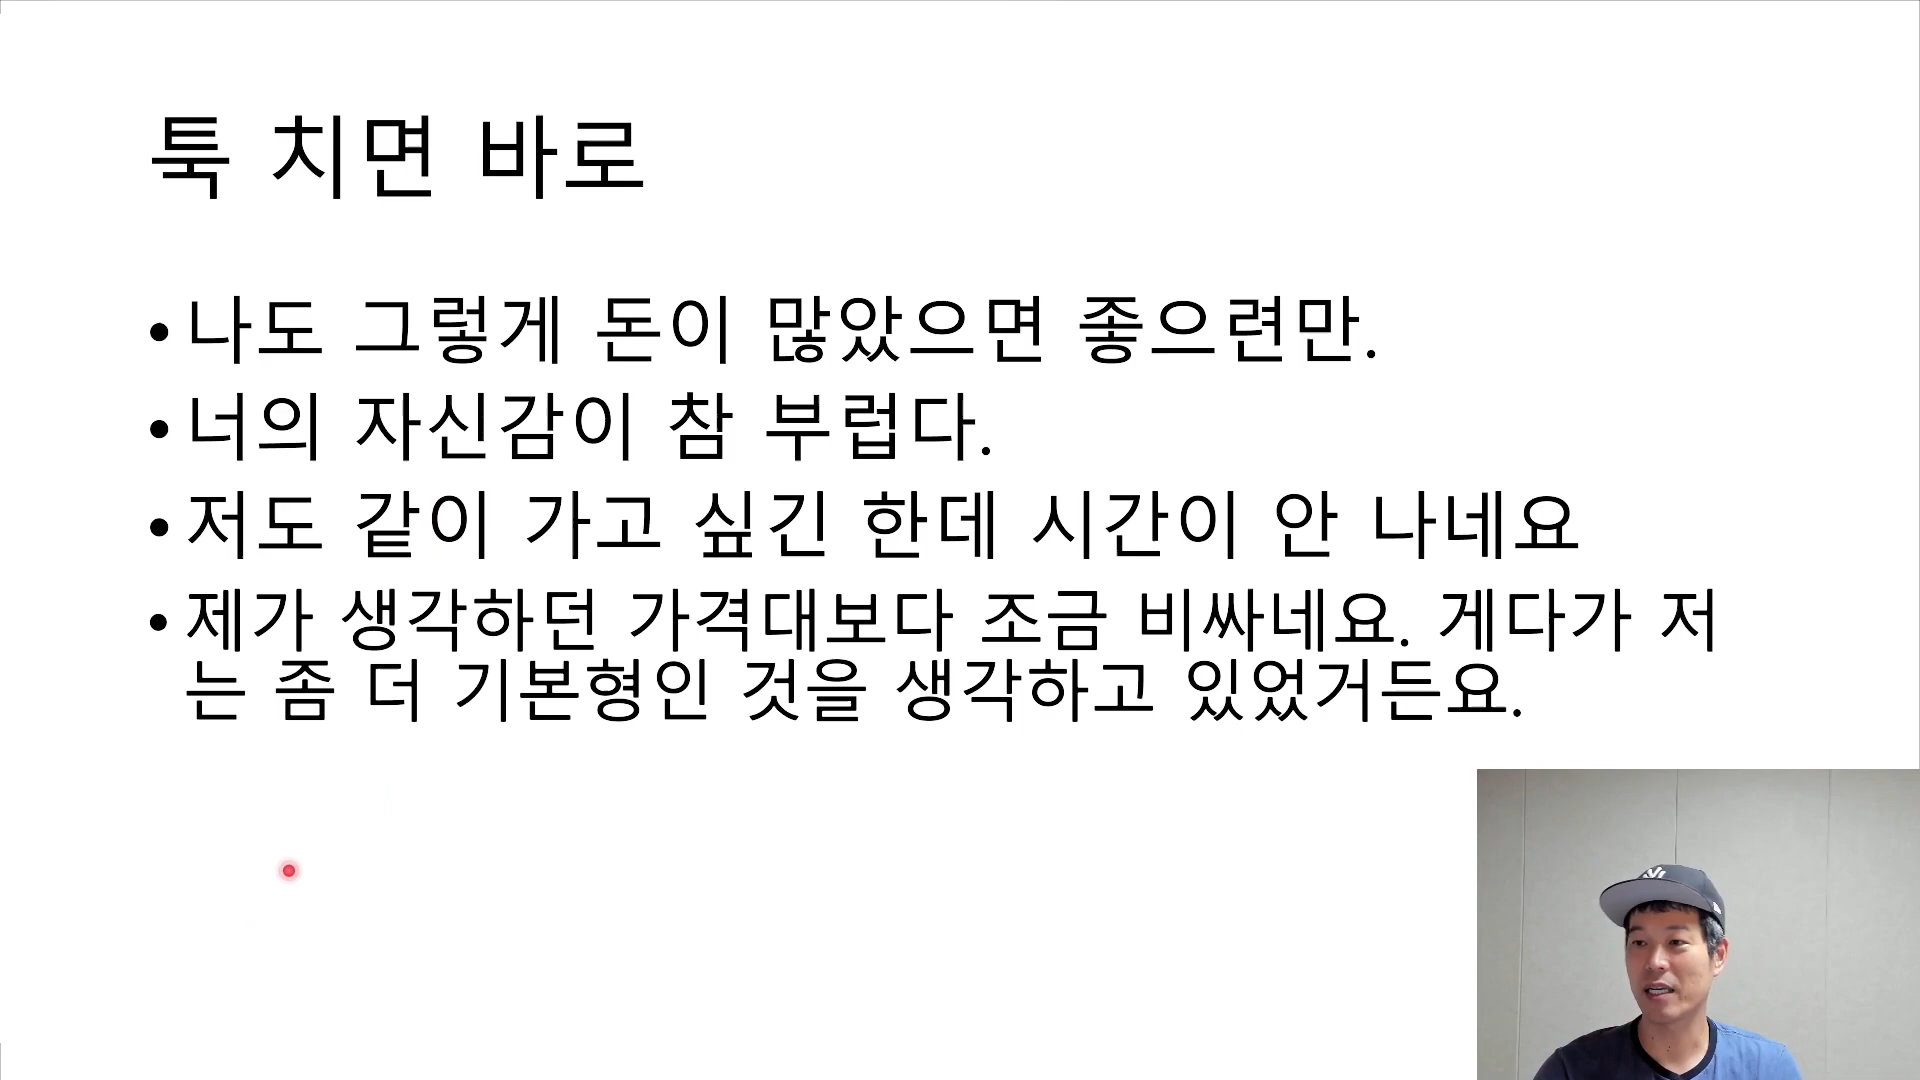 툭 치면 바로
• 나도 그렇게 돈이 많았으면 좋으련만.
• 너의 자신감이 참 부럽다.
• 저도 같이 가고 싶긴 한데 시간이 안 나네요
• 제가 생각하던 가격대보다 조금 비싸네요. 게다가 저
는 좀 더 기본형인 것을 생각하고 있었거든요.